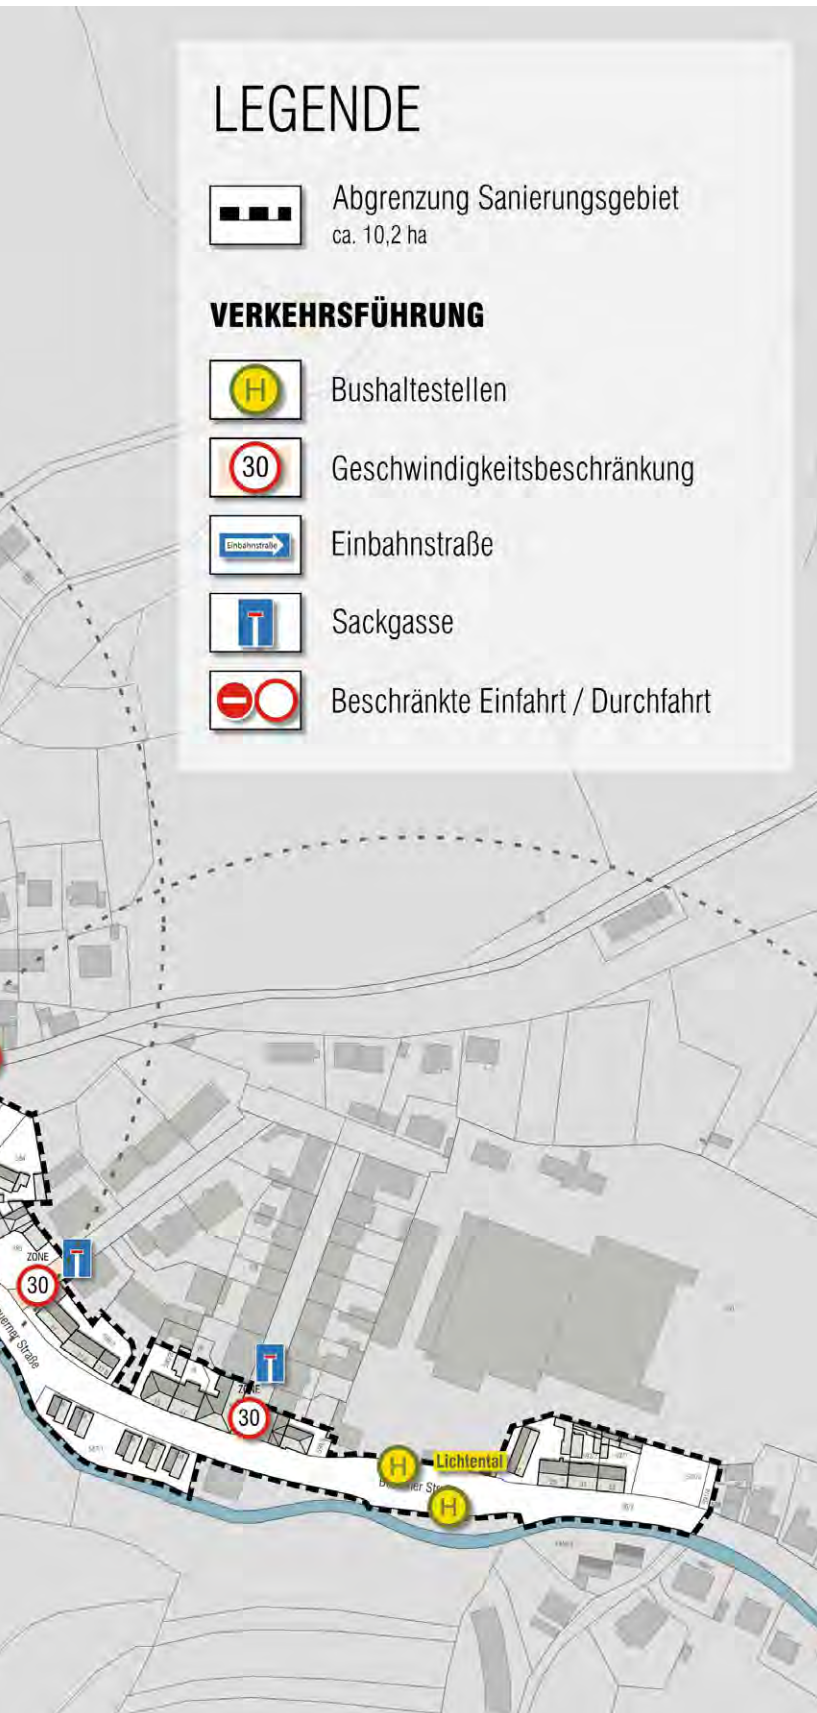 LEGENDE
Abgrenzung Sanierungsgebiet
ca. 10,2 ha
VERKEHRSFÜHRUNG
H
Bushaltestellen
30
Geschwindigkeitsbeschränkung
Einbahnstraße
Einbahnstraße
Sackgasse
Beschränkte Einfahrt / Durchfahrt
ZONE
30
Straße
30
H
Lichtental
H